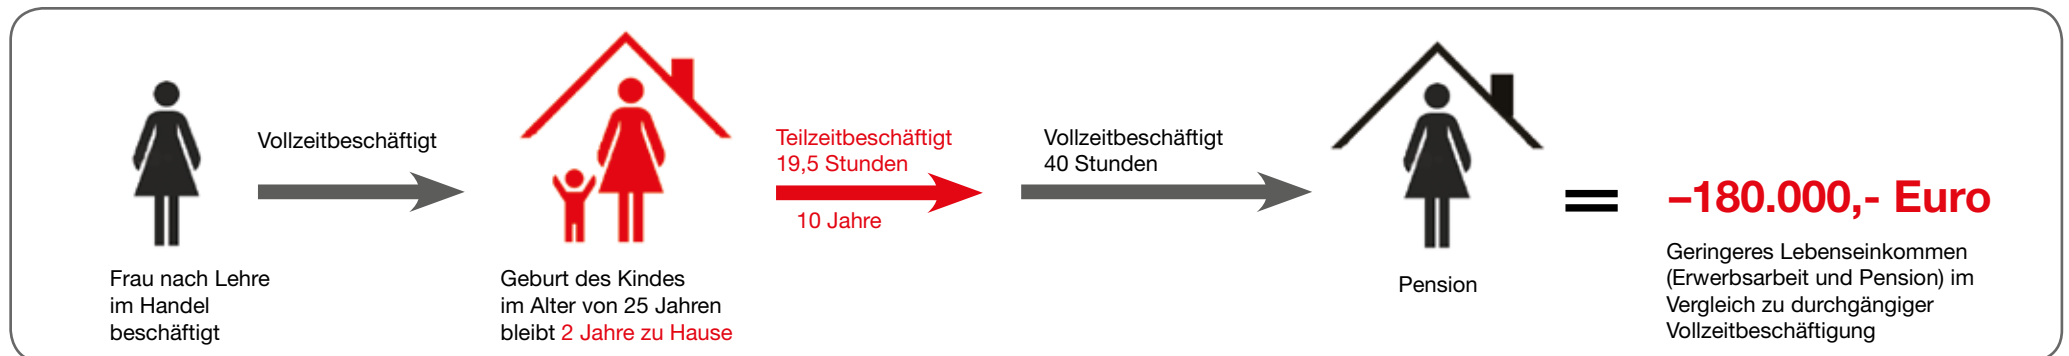 Frau nach Lehre
im Handel
beschäftigt
Vollzeitbeschäftigt
Geburt des Kindes
im Alter von 25 Jahren
bleibt 2 Jahre zu Hause
Teilzeitbeschäftigt
19,5 Stunden
10 Jahre
Vollzeitbeschäftigt
40 Stunden
Pension
=
–180.000,- Euro
Geringeres Lebenseinkommen
(Erwerbsarbeit und Pension) im
Vergleich zu durchgängiger
Vollzeitbeschäftigung